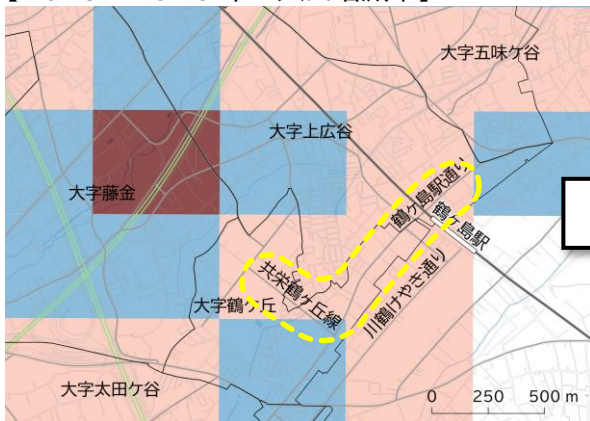 大字五味ケ谷
大字上広谷
大字藤金
鶴ケ島駅通り
鶴ケ島駅
共栄鶴ケ丘線
川鶴けやき通り
大字鶴ケ丘
大字太田ケ谷
0 250 500 m